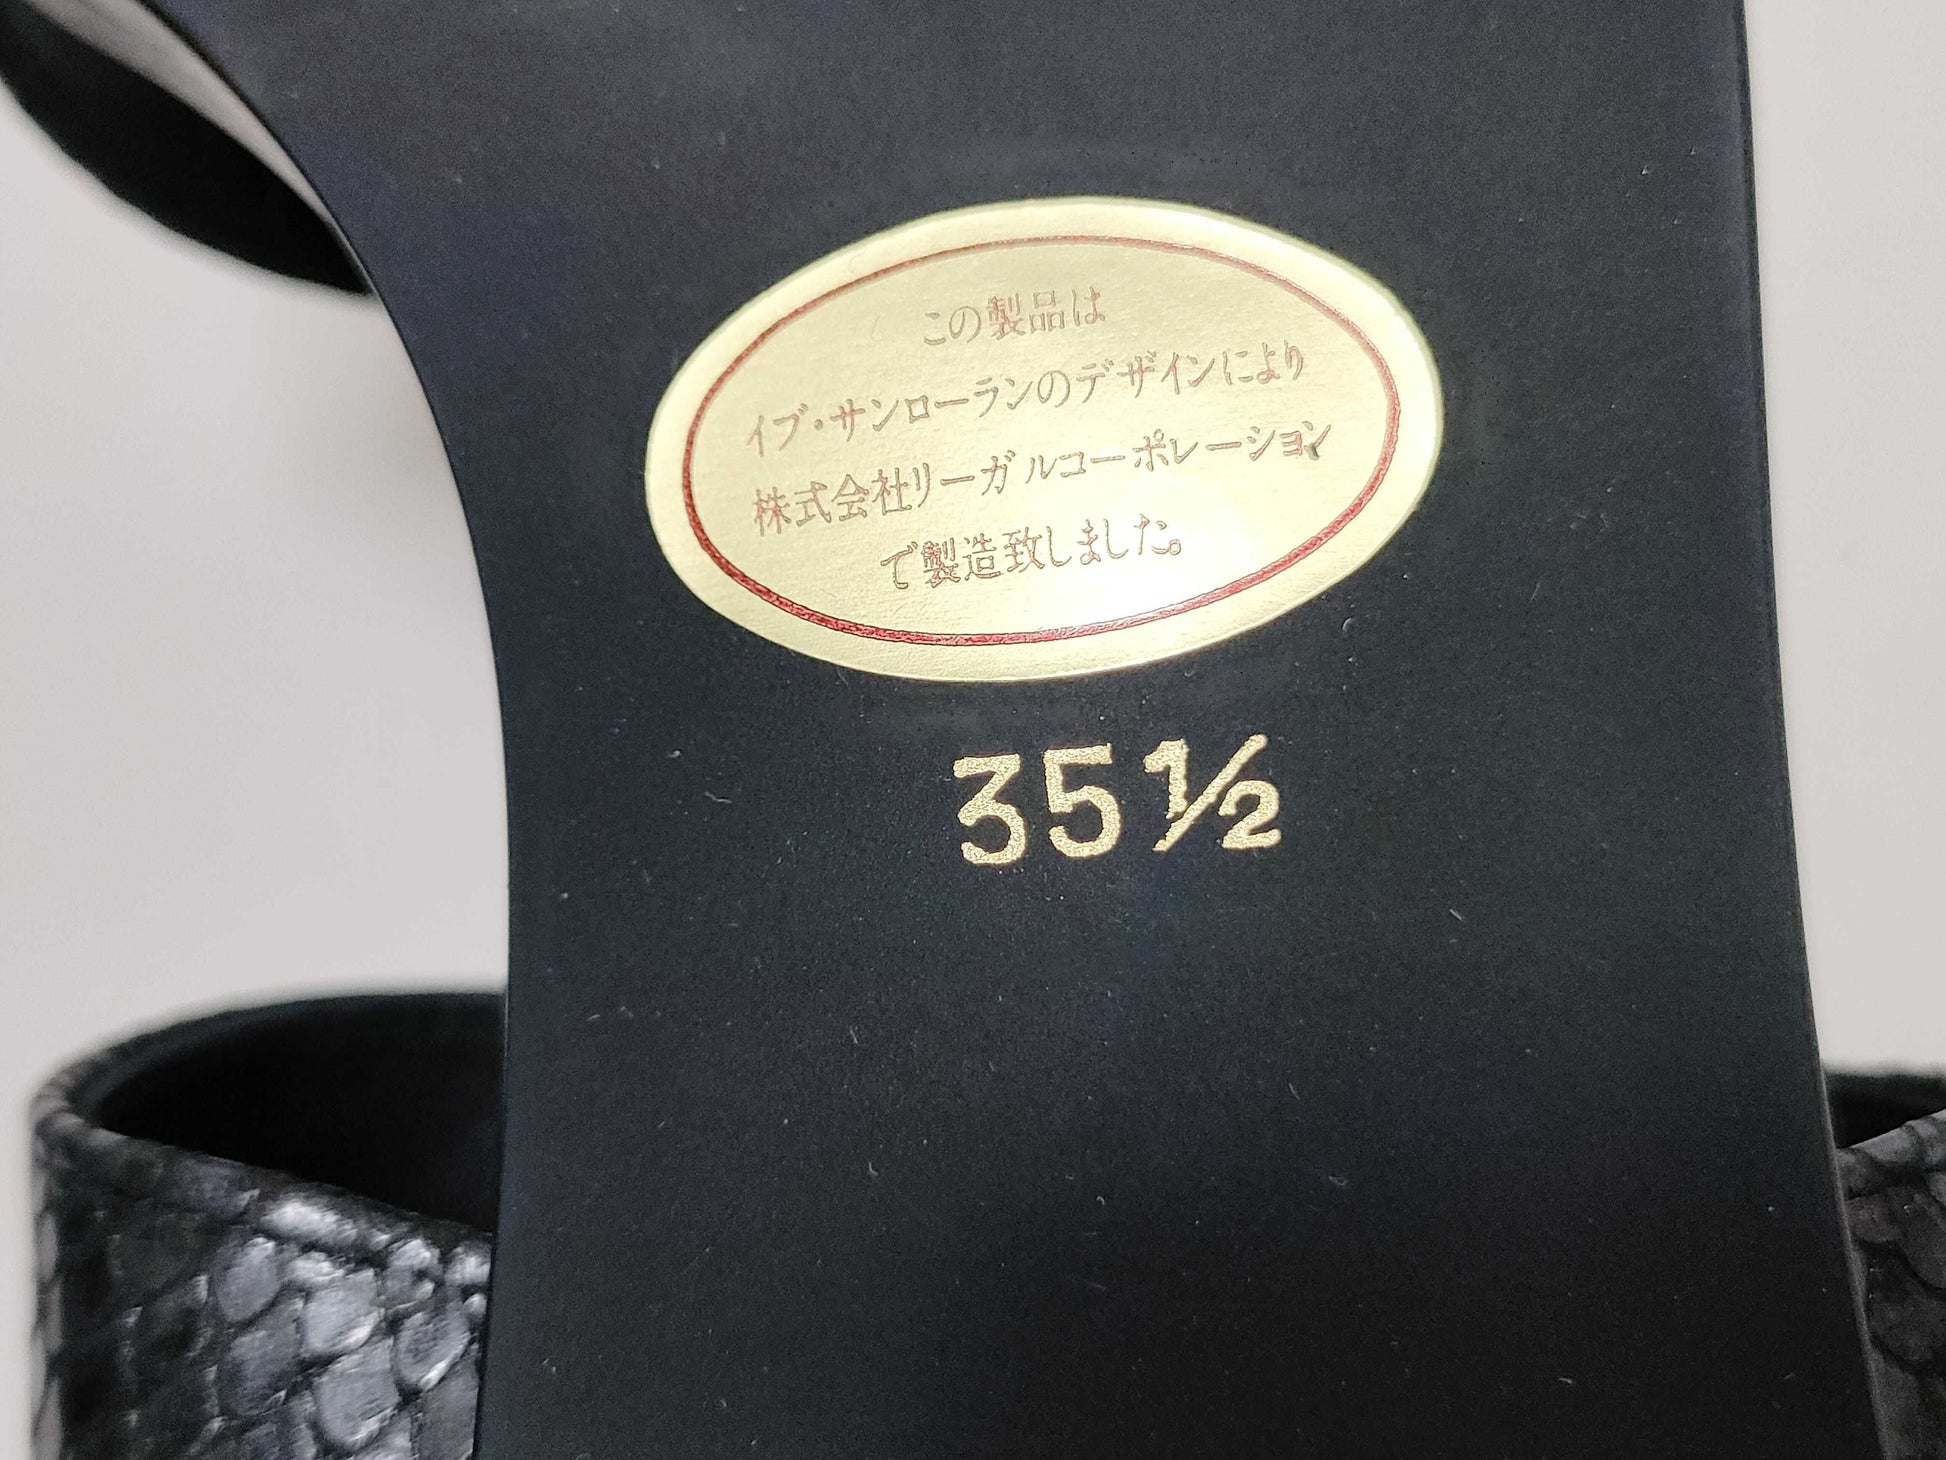 この製品は
イブ・サンローランのデザインにより
株式会社リーガルコーポレーション
で製造致しました。
35½